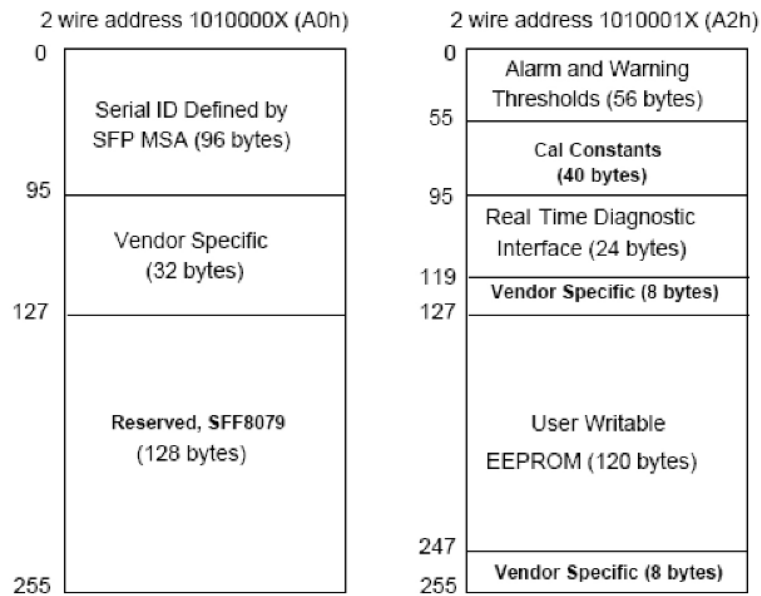 2 wire address 1010000X (A0h)
0
Serial ID Defined by
SFP MSA (96 bytes)
95
Vendor Specific
(32 bytes)
127
Reserved, SFF8079
(128 bytes)
255
2 wire address 1010001X (A2h)
0
Alarm and Warning
Thresholds (56 bytes)
55
Cal Constants
(40 bytes)
95
Real Time Diagnostic
Interface (24 bytes)
119
Vendor Specific (8 bytes)
127
User Writable
EEPROM (120 bytes)
247
Vendor Specific (8 bytes)
255